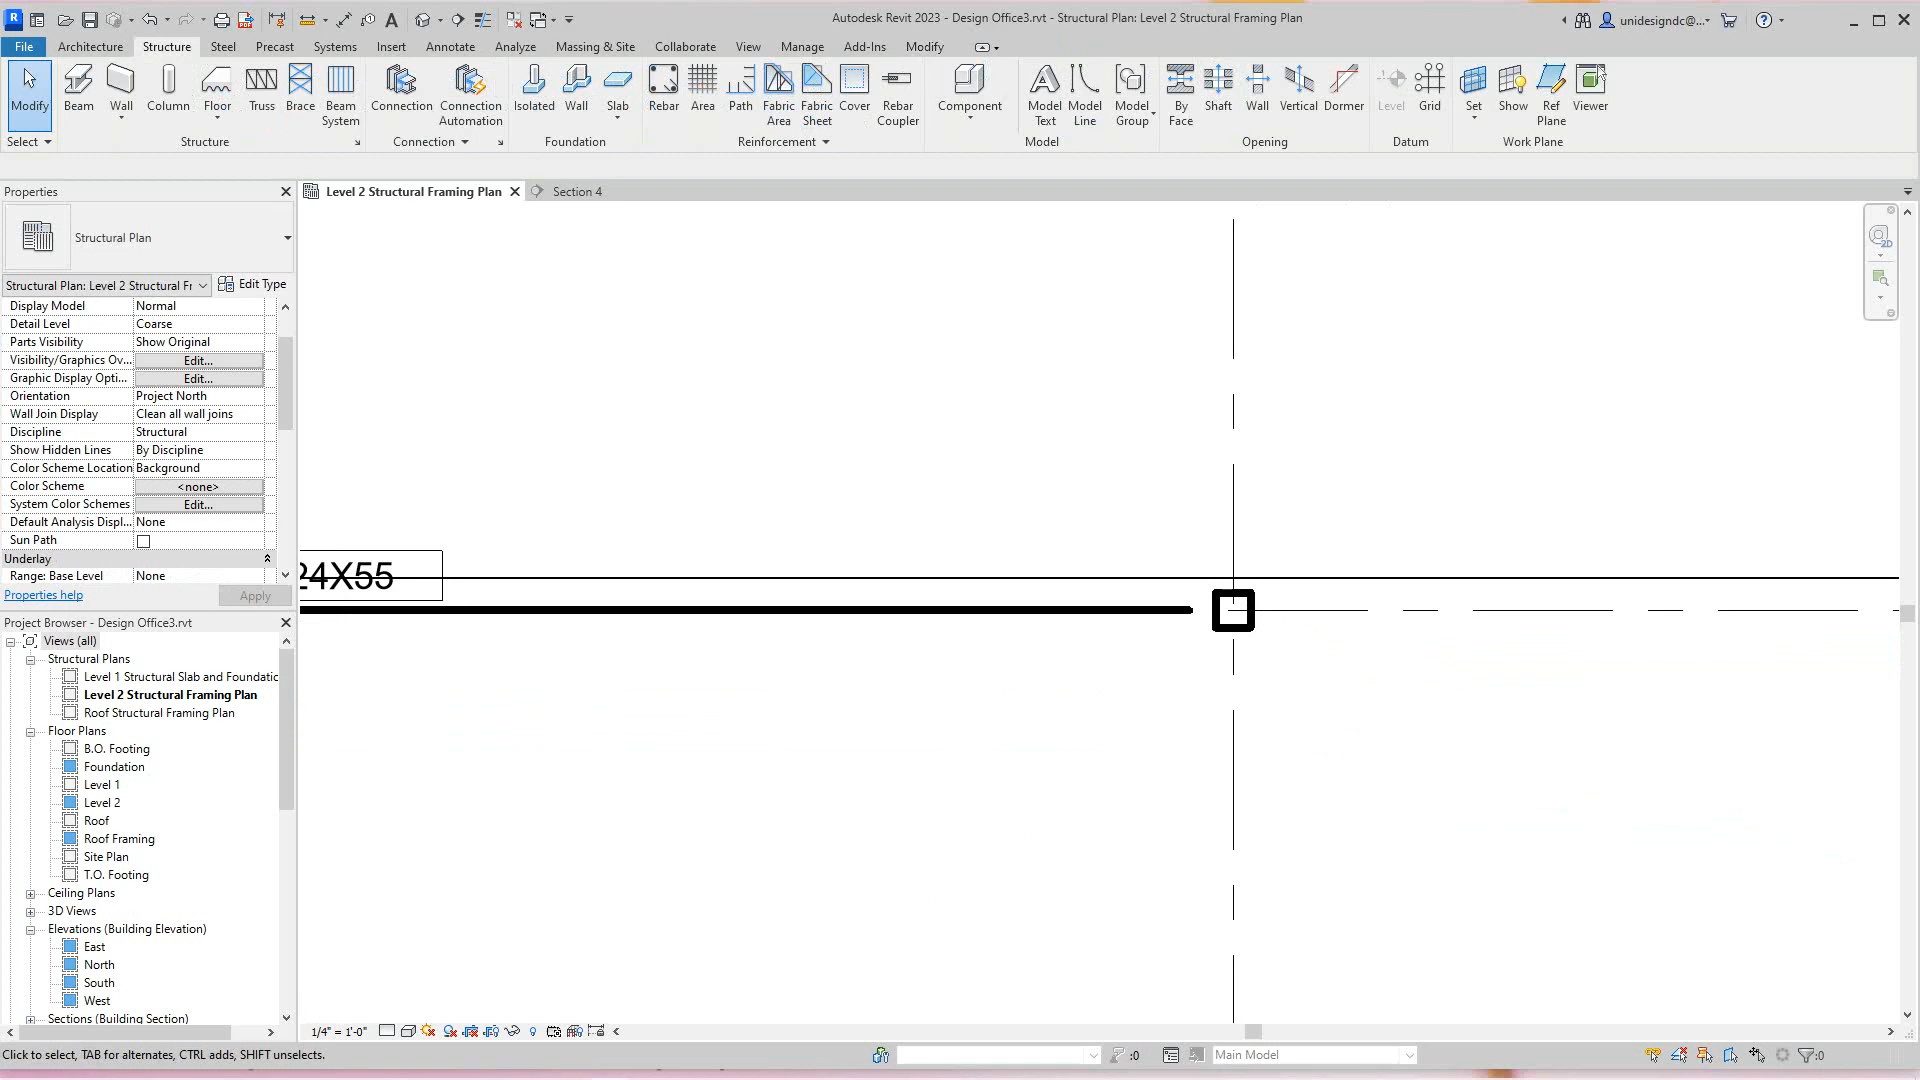 Autodesk Revit 2023 - Design Office3.rvt - Structural Plan: Level 2 Structural Framing Plan
unidesigndc@...
File Architecture Structure Steel Precast Systems Insert Annotate Analyze Massing & Site Collaborate View Manage Add-Ins Modify
Modify Beam Wall Column Floor Truss Brace Beam System Connection Connection Automation Isolated Wall Slab Rebar Area Path Fabric Area Fabric Sheet Cover Rebar Coupler Component Model Text Model Line Model Group By Face Shaft Wall Vertical Dormer Level Grid Set Show Ref Plane Viewer
Select Structure Connection Foundation Reinforcement Model Opening Datum Work Plane
Properties
Level 2 Structural Framing Plan Section 4
Structural Plan
Structural Plan: Level 2 Structural Fr Edit Type
Display Model Normal
Detail Level Coarse
Parts Visibility Show Original
Visibility/Graphics Ov... Edit...
Graphic Display Opti... Edit...
Orientation Project North
Wall Join Display Clean all wall joins
Discipline Structural
Show Hidden Lines By Discipline
Color Scheme Location Background
Color Scheme <none>
System Color Schemes Edit...
Default Analysis Displ... None
Sun Path
Underlay
Range: Base Level None
Properties help Apply
24X55
2D
Project Browser - Design Office3.rvt
Views (all)
Structural Plans
Level 1 Structural Slab and Foundatic
Level 2 Structural Framing Plan
Roof Structural Framing Plan
Floor Plans
B.O. Footing
Foundation
Level 1
Level 2
Roof
Roof Framing
Site Plan
T.O. Footing
Ceiling Plans
3D Views
Elevations (Building Elevation)
East
North
South
West
Sections (Building Section)
1/4" = 1'-0"
Click to select, TAB for alternates, CTRL adds, SHIFT unselects.
:0
Main Model
:0